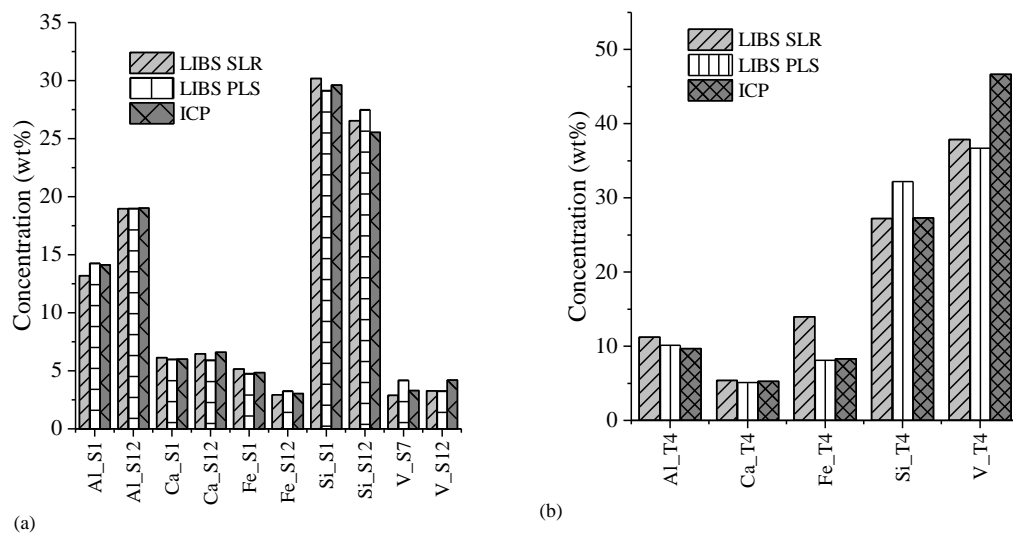 35
30
25
20
15
10
5
0
Concentration (wt%)
LIBS SLR
LIBS PLS
ICP
Al_S1
Al_S12
Ca_S1
Ca_S12
Fe_S1
Fe_S12
Si_S1
Si_S12
V_S7
V_S12
(a)
50
40
30
20
10
0
Concentration (wt%)
LIBS SLR
LIBS PLS
ICP
Al_T4
Ca_T4
Fe_T4
Si_T4
V_T4
(b)